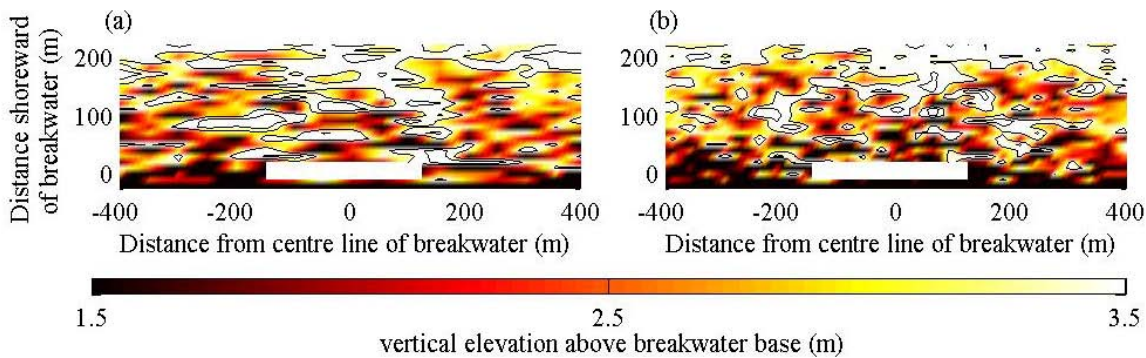 (a)
(b)
Distance shoreward
of breakwater (m)
200
100
0
200
100
0
-400
-200
0
200
400
-400
-200
0
200
400
Distance from centre line of breakwater (m)
Distance from centre line of breakwater (m)
1.5
2.5
3.5
vertical elevation above breakwater base (m)